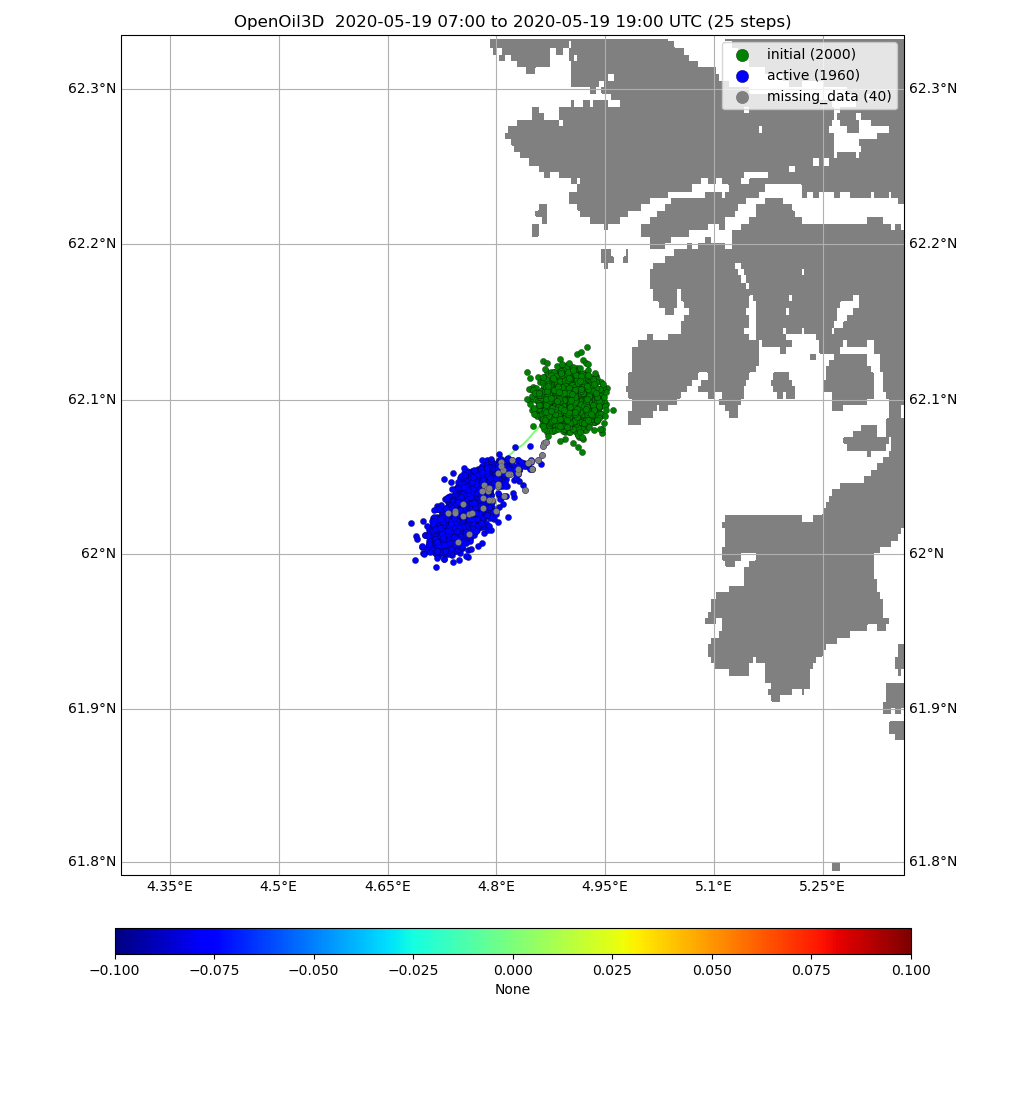 OpenOil3D 2020-05-19 07:00 to 2020-05-19 19:00 UTC (25 steps)
initial (2000)
active (1960)
missing_data (40)
62.3°N 62.3°N
62.2°N 62.2°N
62.1°N 62.1°N
62°N 62°N
61.9°N 61.9°N
61.8°N 61.8°N
4.35°E 4.5°E 4.65°E 4.8°E 4.95°E 5.1°E 5.25°E
−0.100 −0.075 −0.050 −0.025 0.000 0.025 0.050 0.075 0.100
None